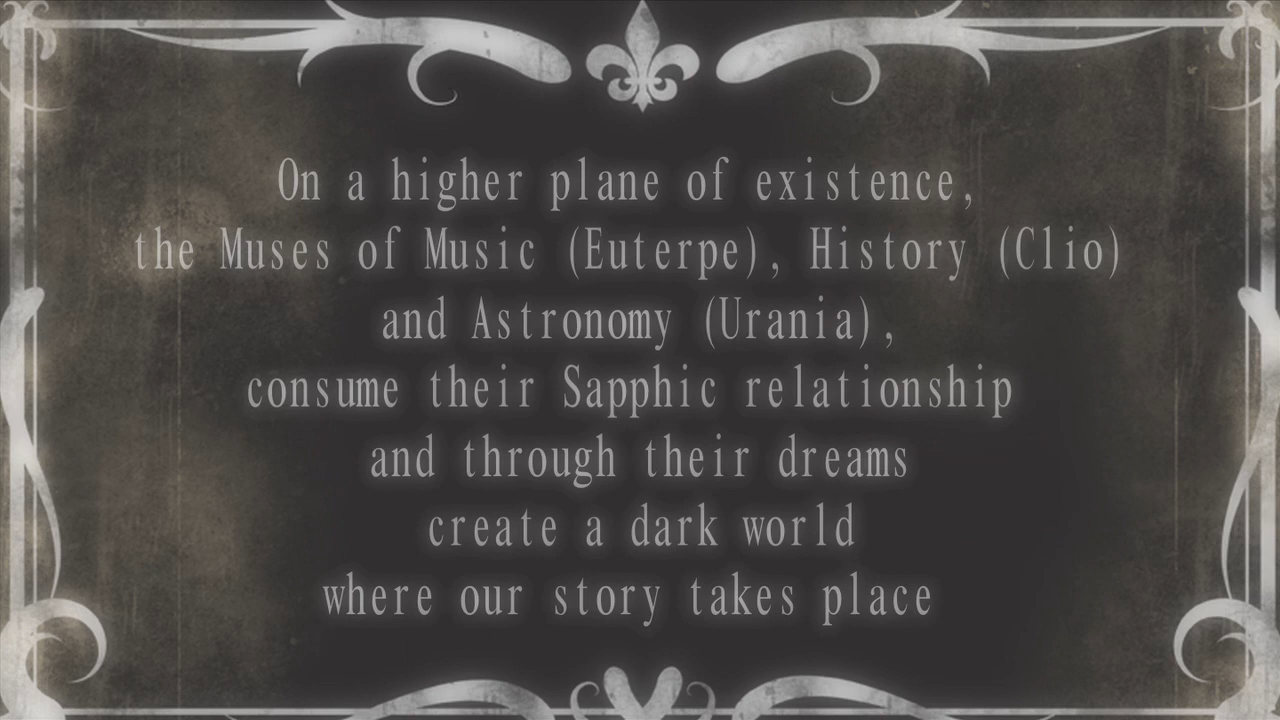 On a higher plane of existence,
the Muses of Music (Euterpe), History (Clio)
and Astronomy (Urania),
consume their Sapphic relationship
and through their dreams
create a dark world
where our story takes place